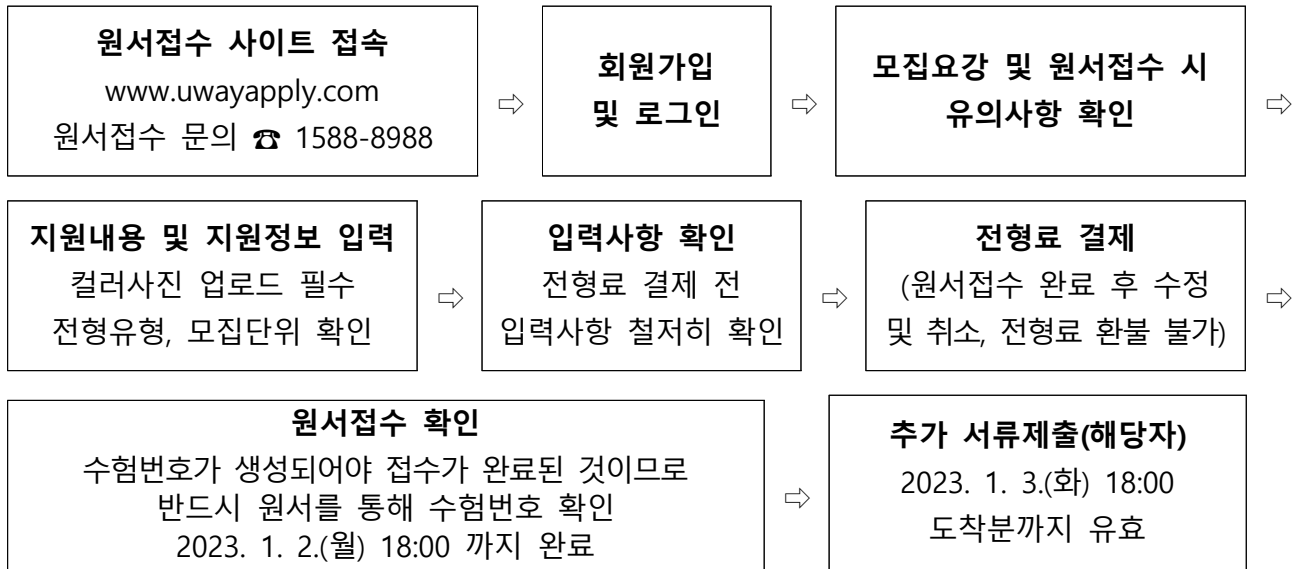 원서접수 사이트 접속
www.uwayapply.com
원서접수 문의 ☎ 1588-8988
⇨
회원가입
및 로그인
⇨
모집요강 및 원서접수 시
유의사항 확인
⇨
지원내용 및 지원정보 입력
컬러사진 업로드 필수
전형유형, 모집단위 확인
⇨
입력사항 확인
전형료 결제 전
입력사항 철저히 확인
⇨
전형료 결제
(원서접수 완료 후 수정
및 취소, 전형료 환불 불가)
⇨
원서접수 확인
수험번호가 생성되어야 접수가 완료된 것이므로
반드시 원서를 통해 수험번호 확인
2023. 1. 2.(월) 18:00 까지 완료
⇨
추가 서류제출(해당자)
2023. 1. 3.(화) 18:00
도착분까지 유효